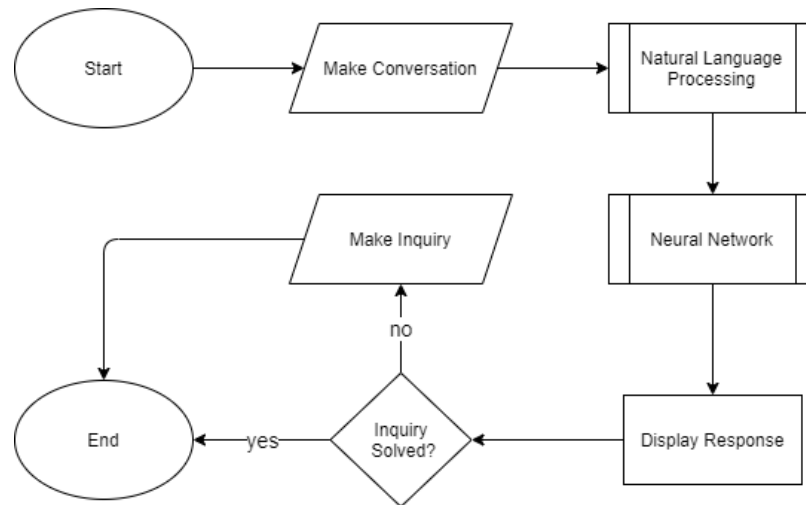 Start
Make Conversation
Natural Language
Processing
Make Inquiry
Neural Network
no
End
yes
Inquiry
Solved?
Display Response